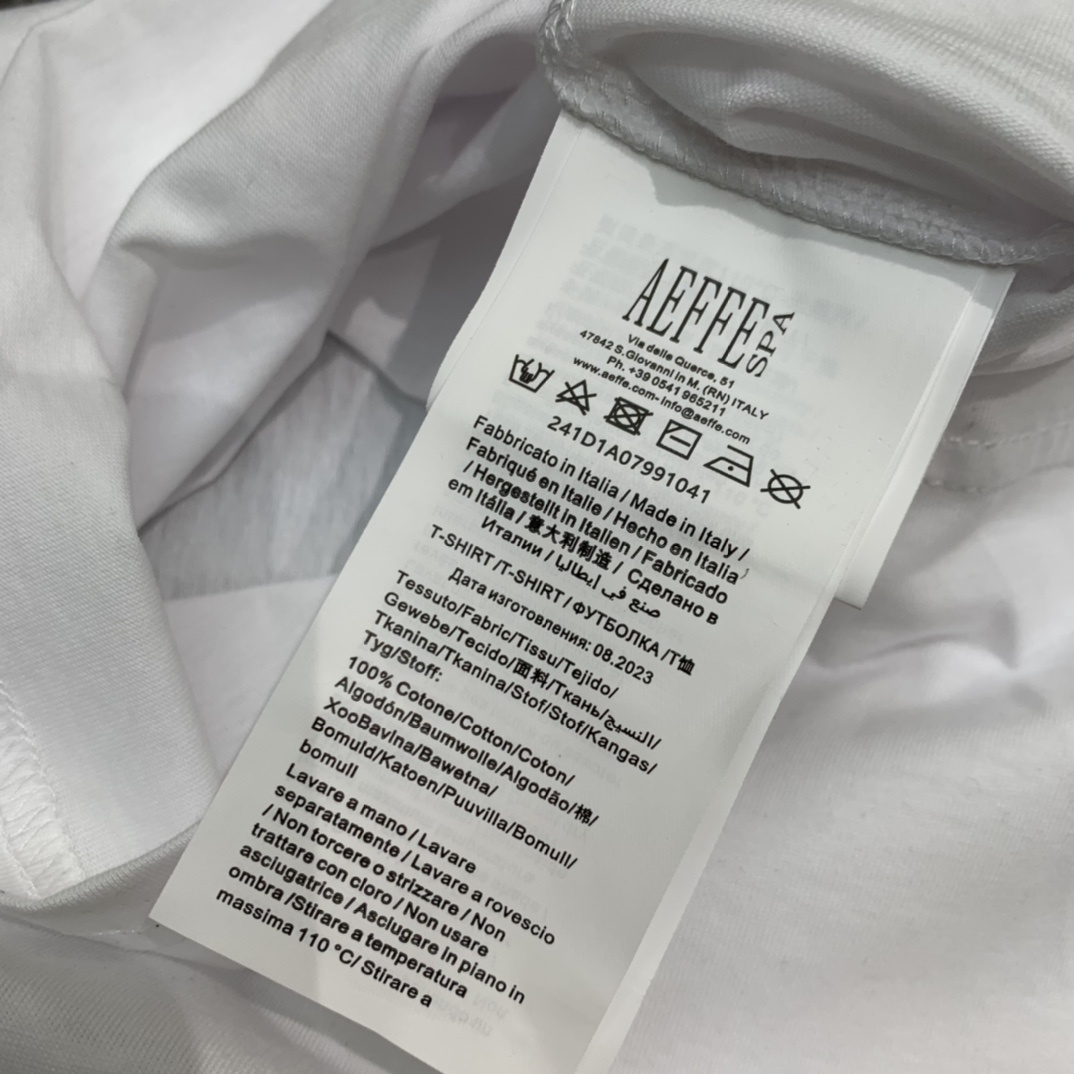 AEFFE SPA
Via delle Querce, 51
47842 S.Giovanni in M. (RN) ITALY
Ph. +39 0541 965211
www.aeffe.com- info@aeffe.com
241D1A07991041
Fabbricato in Italia / Made in Italy /
Fabriqué en Italie / Hecho en Italia
/ Hergestellt in Italien / Fabricado
em Itália / 意大利制造 / Сделано в
Италии / صنع في إيطاليا
T-SHIRT /T-SHIRT / ФУТБОЛКА /T恤
Дата изготовления: 08.2023
Tessuto/Fabric/Tissu/Tejido/
Gewebe/Tecido/面料/Ткань/النسيج/
Tkanina/Tkanina/Stof/Stof/Kangas/
Tyg/Stoff:
100% Cotone/Cotton/Coton/
Algodón/Baumwolle/Algodão/棉/
XooBavlna/Bawetna/
Bomuld/Katoen/Puuvilla/Bomull/
bomull
Lavare a mano / Lavare
separatamente / Lavare a rovescio
/ Non torcere o strizzare / Non
trattare con cloro / Non usare
asciugatrice / Asciugare in piano in
ombra /Stirare a temperatura
massima 110 °C/ Stirare a